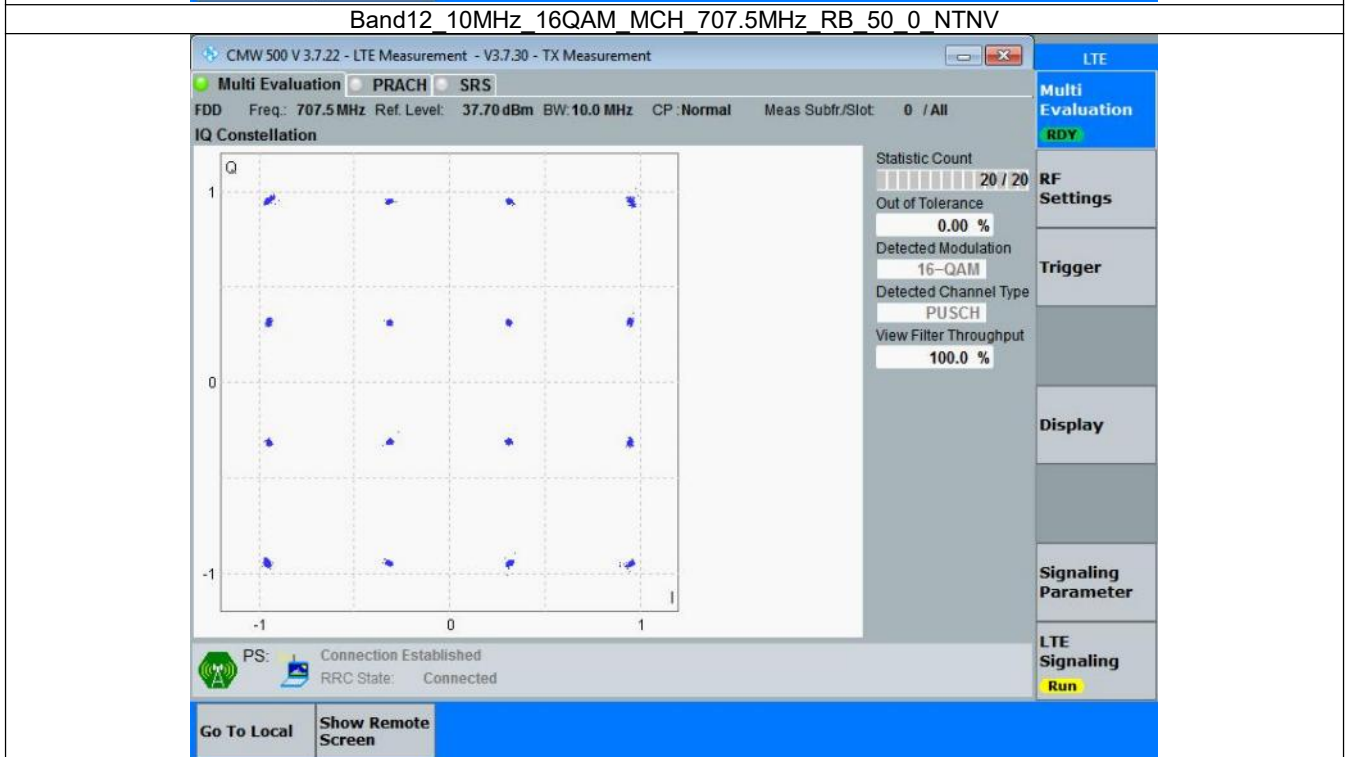 Band12_10MHz_16QAM_MCH_707.5MHz_RB_50_0_NTNV
CMW 500 V 3.7.22 - LTE Measurement - V3.7.30 - TX Measurement
LTE
Multi Evaluation PRACH SRS
Multi
Evaluation
RDY
FDD Freq.: 707.5 MHz Ref. Level: 37.70 dBm BW: 10.0 MHz CP : Normal Meas Subfr./Slot: 0 / All
IQ Constellation
Q
1
0
-1
-1 0 1
I
Statistic Count
20 / 20
Out of Tolerance
0.00 %
Detected Modulation
16-QAM
Detected Channel Type
PUSCH
View Filter Throughput
100.0 %
RF
Settings
Trigger
Display
Signaling
Parameter
LTE
Signaling
Run
PS: Connection Established
RRC State: Connected
Go To Local
Show Remote
Screen